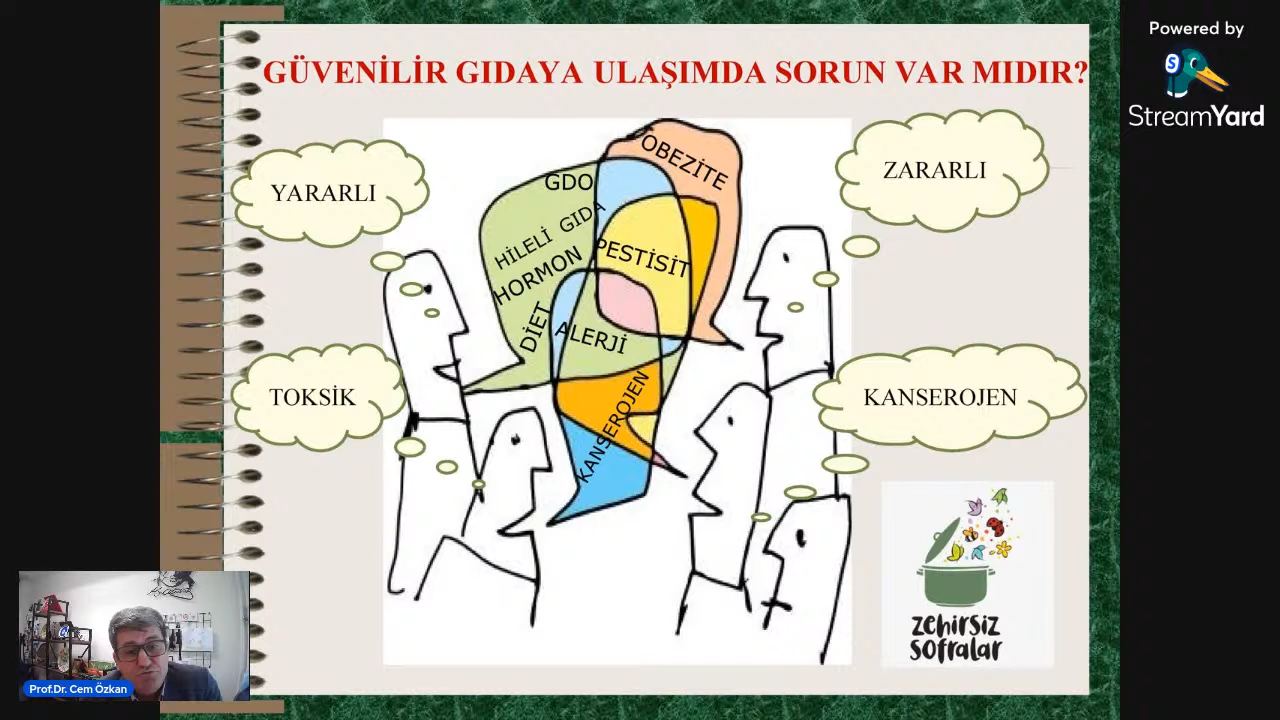 Powered by
StreamYard
GÜVENİLİR GIDAYA ULAŞIMDA SORUN VAR MIDIR?
YARARLI
ZARARLI
OBEZİTE
GDO
HİLELİ GIDA
HORMON
PESTİSİT
DİET
ALERJİ
KANSEROJEN
TOKSİK
KANSEROJEN
zehirsiz
sofralar
Prof.Dr. Cem Özkan